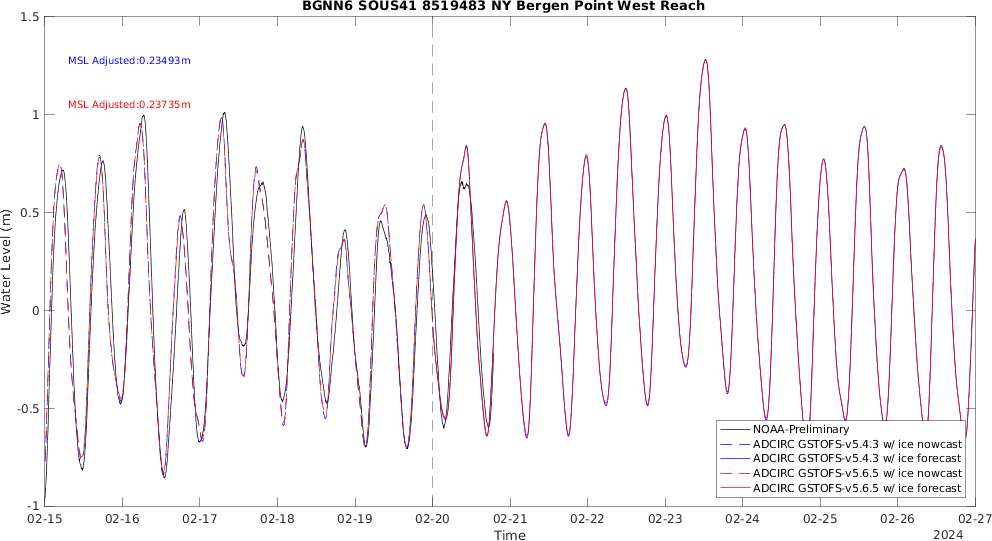 BGNN6 SOUS41 8519483 NY Bergen Point West Reach
1.5
MSL Adjusted:0.23493m
MSL Adjusted:0.23735m
1
0.5
0
-0.5
-1
Water Level (m)
NOAA-Preliminary
ADCIRC GSTOFS-v5.4.3 w/ ice nowcast
ADCIRC GSTOFS-v5.4.3 w/ ice forecast
ADCIRC GSTOFS-v5.6.5 w/ ice nowcast
ADCIRC GSTOFS-v5.6.5 w/ ice forecast
02-15 02-16 02-17 02-18 02-19 02-20 02-21 02-22 02-23 02-24 02-25 02-26 02-27
Time
2024